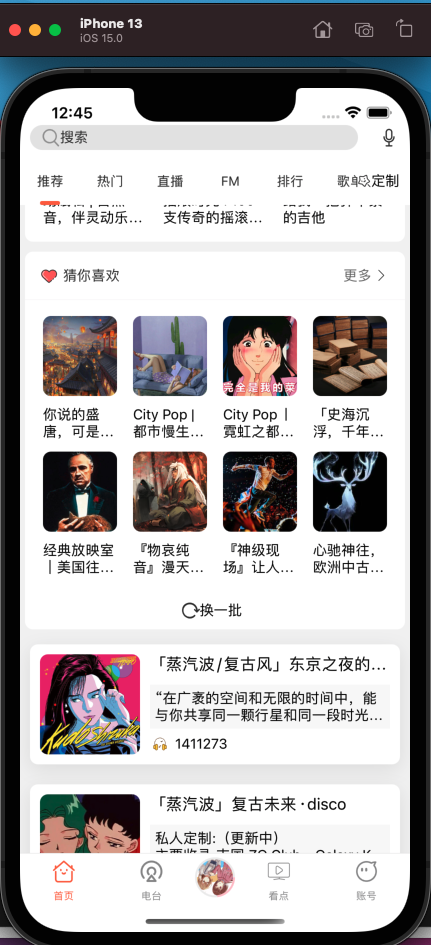 iPhone 13
iOS 15.0
12:45
搜索
推荐
热门
直播
FM
排行
歌单
定制
音，伴灵动乐...
支传奇的摇滚...
的吉他
猜你喜欢
更多
完全是我的菜
你说的盛
唐，可是...
City Pop |
都市慢生...
City Pop ｜
霓虹之都...
「史海沉
浮，千年...
经典放映室
｜美国往...
『物哀纯
音』漫天...
『神级现
场』让人...
心驰神往，
欧洲中古...
换一批
「蒸汽波/复古风」东京之夜的...
“在广袤的空间和无限的时间中，能
与你共享同一颗行星和同一段时光...
1411273
「蒸汽波」复古未来·disco
私人定制:（更新中）
首页
电台
看点
账号